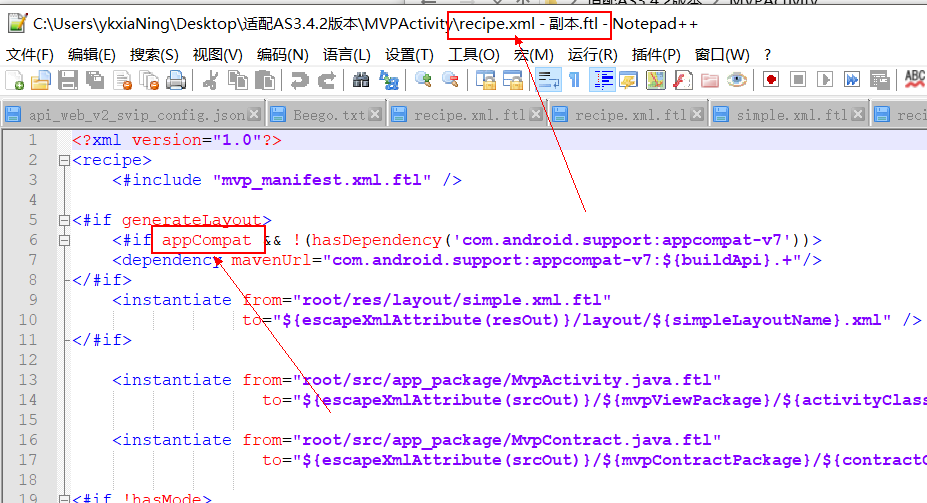 C:\Users\ykxiaNing\Desktop\适配AS3.4.2版本\MVPActivity\recipe.xml - 副本.ftl - Notepad++
文件(F) 编辑(E) 搜索(S) 视图(V) 编码(N) 语言(L) 设置(T) 工具(O) 宏(M) 运行(R) 插件(P) 窗口(W) ?
api_web_v2_svip_config.json Beego.txt recipe.xml.ftl recipe.xml.ftl simple.xml.ftl reci
1 <?xml version="1.0"?>
2 <recipe>
3 <#include "mvp_manifest.xml.ftl" />
4
5 <#if generateLayout>
6 <#if appCompat && !(hasDependency('com.android.support:appcompat-v7'))>
7 <dependency mavenUrl="com.android.support:appcompat-v7:${buildApi}.+"/>
8 </#if>
9 <instantiate from="root/res/layout/simple.xml.ftl"
10 to="${escapeXmlAttribute(resOut)}/layout/${simpleLayoutName}.xml" />
11 </#if>
12
13 <instantiate from="root/src/app_package/MvpActivity.java.ftl"
14 to="${escapeXmlAttribute(srcOut)}/${mvpViewPackage}/${activityClass
15
16 <instantiate from="root/src/app_package/MvpContract.java.ftl"
17 to="${escapeXmlAttribute(srcOut)}/${mvpContractPackage}/${contractC
18
19 <#if !hasMode>